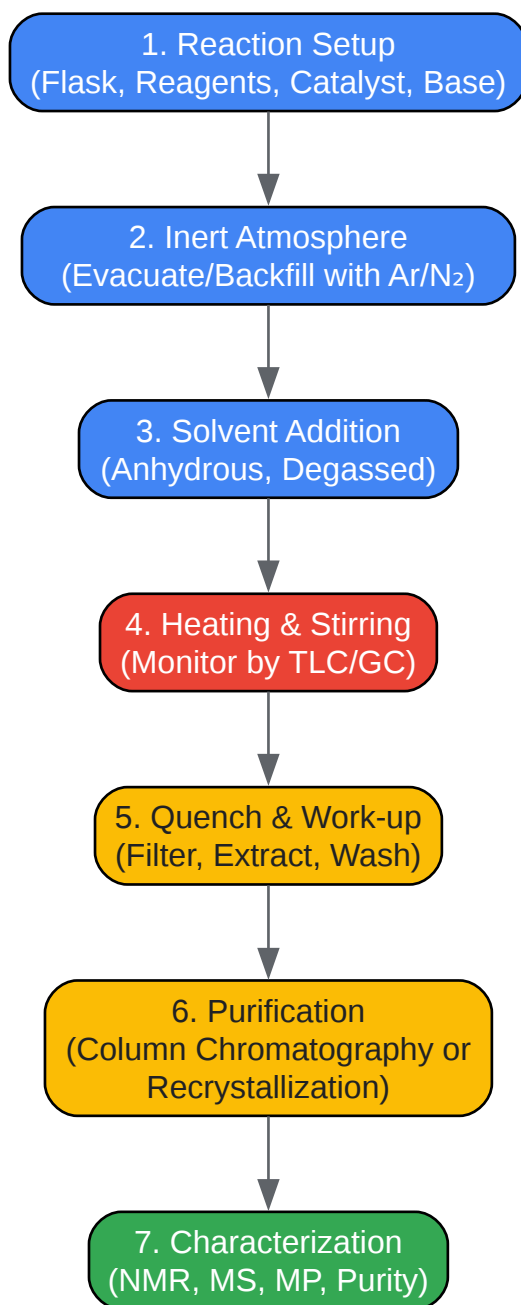 1. Reaction Setup
(Flask, Reagents, Catalyst, Base)
2. Inert Atmosphere
(Evacuate/Backfill with Ar/N₂)
3. Solvent Addition
(Anhydrous, Degassed)
4. Heating & Stirring
(Monitor by TLC/GC)
5. Quench & Work-up
(Filter, Extract, Wash)
6. Purification
(Column Chromatography or
Recrystallization)
7. Characterization
(NMR, MS, MP, Purity)